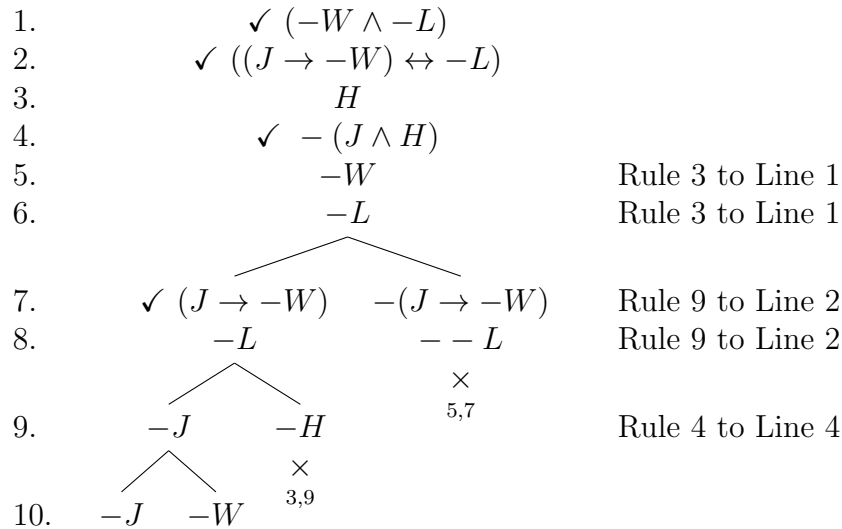 1. ✓ (−W ∧ −L)
2. ✓ ((J → −W) ↔ −L)
3. H
4. ✓ − (J ∧ H)
5. −W Rule 3 to Line 1
6. −L Rule 3 to Line 1
7. ✓ (J → −W) −(J → −W) Rule 9 to Line 2
8. −L − − L Rule 9 to Line 2
×
5,7
9. −J −H Rule 4 to Line 4
×
3,9
10. −J −W